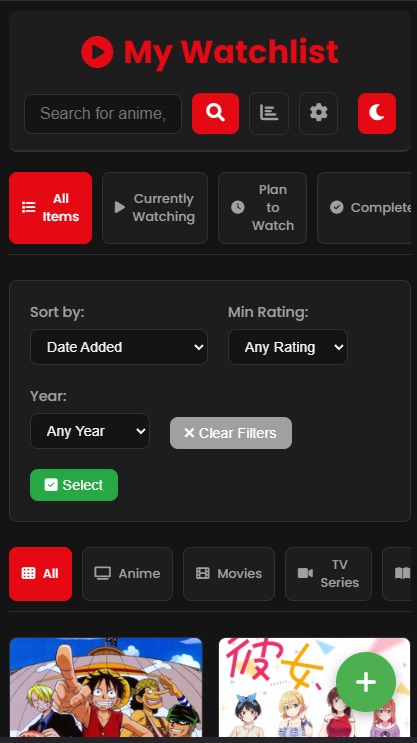 My Watchlist
Search for anime,
All
Items
Currently
Watching
Plan
to
Watch
Complete
Sort by:
Min Rating:
Date Added
Any Rating
Year:
Any Year
✕ Clear Filters
Select
All
Anime
Movies
TV
Series
彼女、